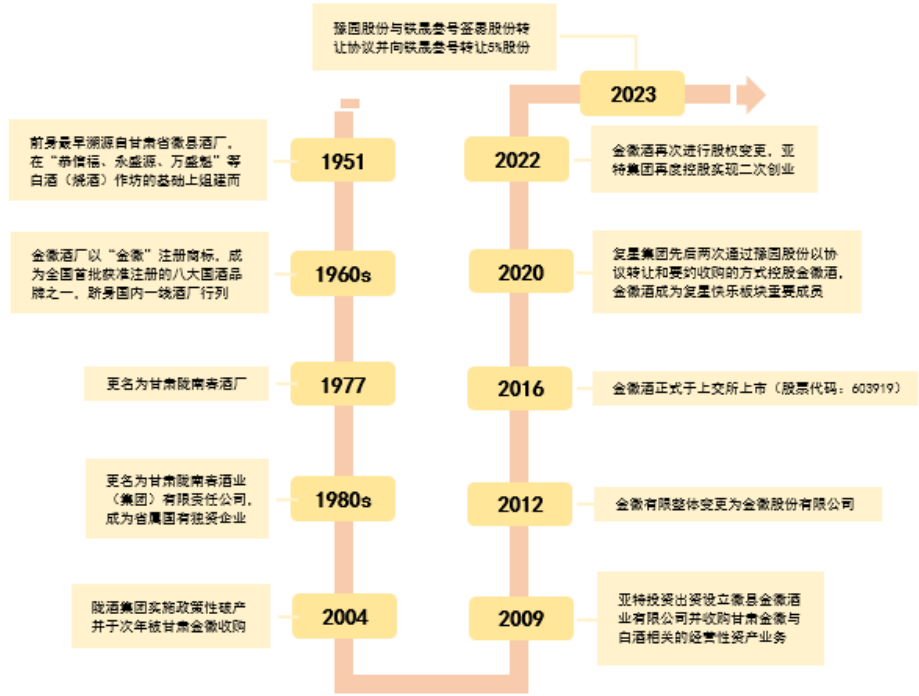 前身最早溯源自甘肃省徽县酒厂,
在“恭信福、永盛源、万盛魁”等
白酒（烧酒）作坊的基础上组建而
1951
金徽酒厂以“金徽”注册商标, 成
为全国首批获准注册的八大国酒品
牌之一, 跻身国内一线酒厂行列
1960s
更名为甘肃陇南春酒厂
1977
更名为甘肃陇南春酒业
（集团）有限责任公司,
成为省属国有独资企业
1980s
陇酒集团实施政策性破产
并于次年被甘肃金徽收购
2004
2009
亚特投资出资设立徽县金徽酒
业有限公司并收购甘肃金徽与
白酒相关的经营性资产业务
2012
金徽有限整体变更为金徽股份有限公司
2016
金徽酒正式于上交所上市（股票代码：603919）
2020
复星集团先后两次通过豫园股份以协
议转让和要约收购的方式控股金徽酒,
金徽酒成为复星快乐板块重要成员
2022
金徽酒再次进行股权变更, 亚
特集团再度控股实现二次创业
2023
豫园股份与铁晟叁号签署股份转
让协议并向铁晟叁号转让5%股份